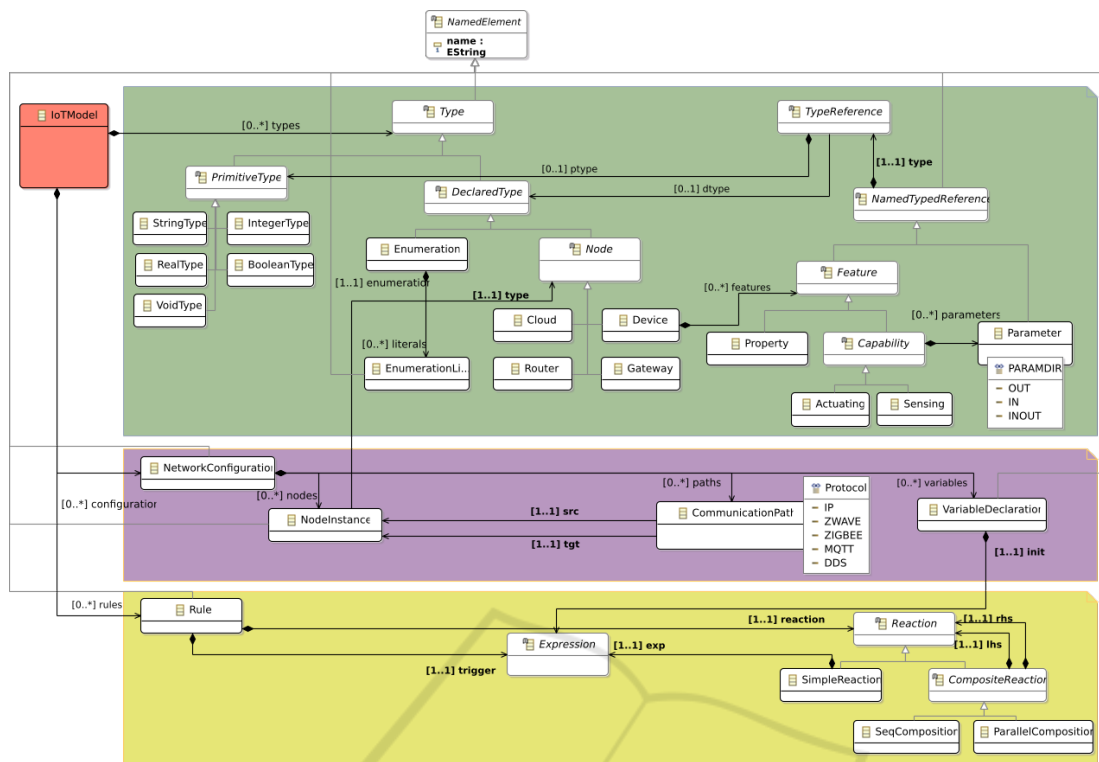 NamedElement
name :
EString
IoTModel
Type
TypeReference
[0..*] types
[1..1] type
PrimitiveType
[0..1] ptype
DeclaredType
[0..1] dtype
NamedTypedReference
StringType
IntegerType
Enumeration
Node
RealType
BooleanType
Feature
[1..1] enumeration
[1..1] type
[0..*] features
VoidType
Cloud
Device
[0..*] parameters
Property
Capability
Parameter
[0..*] literals
EnumerationLi...
Router
Gateway
PARAMDIR
OUT
IN
INOUT
Actuating
Sensing
NetworkConfiguration
[0..*] configuration
[0..*] nodes
[0..*] paths
[0..*] variables
Protocol
IP
ZWAVE
ZIGBEE
MQTT
DDS
NodeInstance
[1..1] src
[1..1] tgt
CommunicationPath
VariableDeclaration
[1..1] init
[0..*] rules
Rule
[1..1] reaction
Reaction
[1..1] rhs
[1..1] lhs
Expression
[1..1] exp
[1..1] trigger
SimpleReaction
CompositeReaction
SeqComposition
ParallelComposition